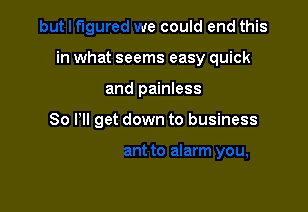 but I figured we could end this
in what seems easy quick
and painless
So I'll get down to business
ant to alarm you,